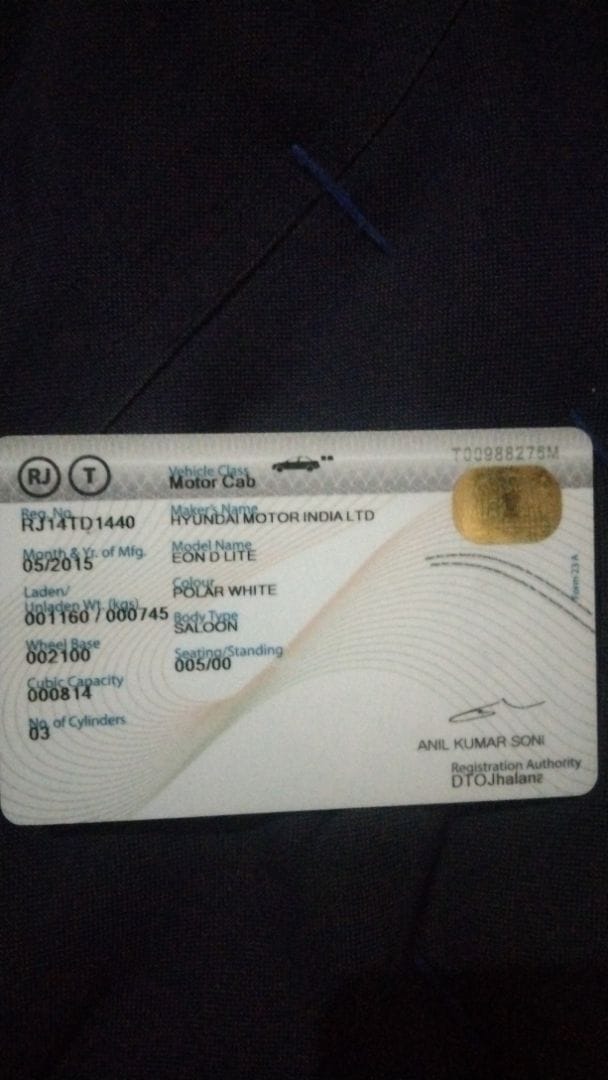 RJ T
T00988275M
Vehicle Class
Motor Cab
Reg. No.
RJ14TD1440
Maker's Name
HYUNDAI MOTOR INDIA LTD
Month & Yr. of Mfg.
05/2015
Model Name
EON D LITE
Laden/
Unladen Wt. (kgs)
001160 / 000745
Colour
POLAR WHITE
Body Type
SALOON
Wheel Base
002100
Seating/Standing
005/00
Cubic Capacity
000814
No. of Cylinders
03
Form 23 A
ANIL KUMAR SONI
Registration Authority
DTOJhalana